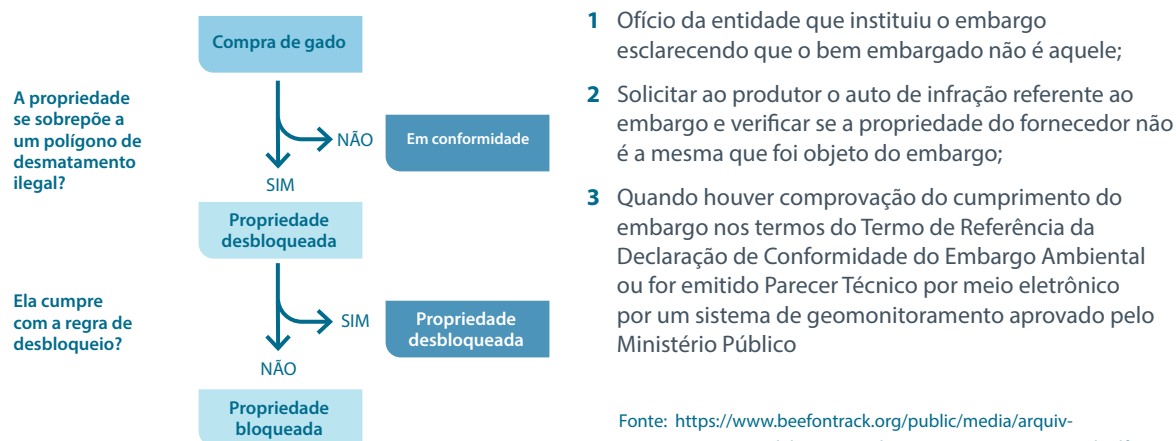 Compra de gado
A propriedade
se sobrepõe a
um polígono de
desmatamento
ilegal?
NÃO
Em conformidade
SIM
Propriedade
desbloqueada
Ela cumpre
com a regra de
desbloqueio?
SIM
Propriedade
desbloqueada
NÃO
Propriedade
bloqueada
1 Ofício da entidade que instituiu o embargo
esclarecendo que o bem embargado não é aquele;
2 Solicitar ao produtor o auto de infração referente ao
embargo e verificar se a propriedade do fornecedor não
é a mesma que foi objeto do embargo;
3 Quando houver comprovação do cumprimento do
embargo nos termos do Termo de Referência da
Declaração de Conformidade do Embargo Ambiental
ou for emitido Parecer Técnico por meio eletrônico
por um sistema de geomonitoramento aprovado pelo
Ministério Público
Fonte: https://www.beefontrack.org/public/media/arquiv-